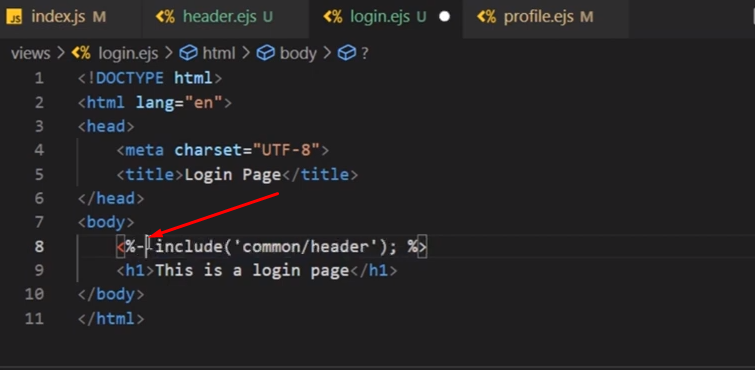 JS index.js M <%> header.ejs U <%> login.ejs U <%> profile.ejs M
views > <%> login.ejs > html > body > ?
1 <!DOCTYPE html>
2 <html lang="en">
3 <head>
4 <meta charset="UTF-8">
5 <title>Login Page</title>
6 </head>
7 <body>
8 <%- include('common/header'); %>
9 <h1>This is a login page</h1>
10 </body>
11 </html>